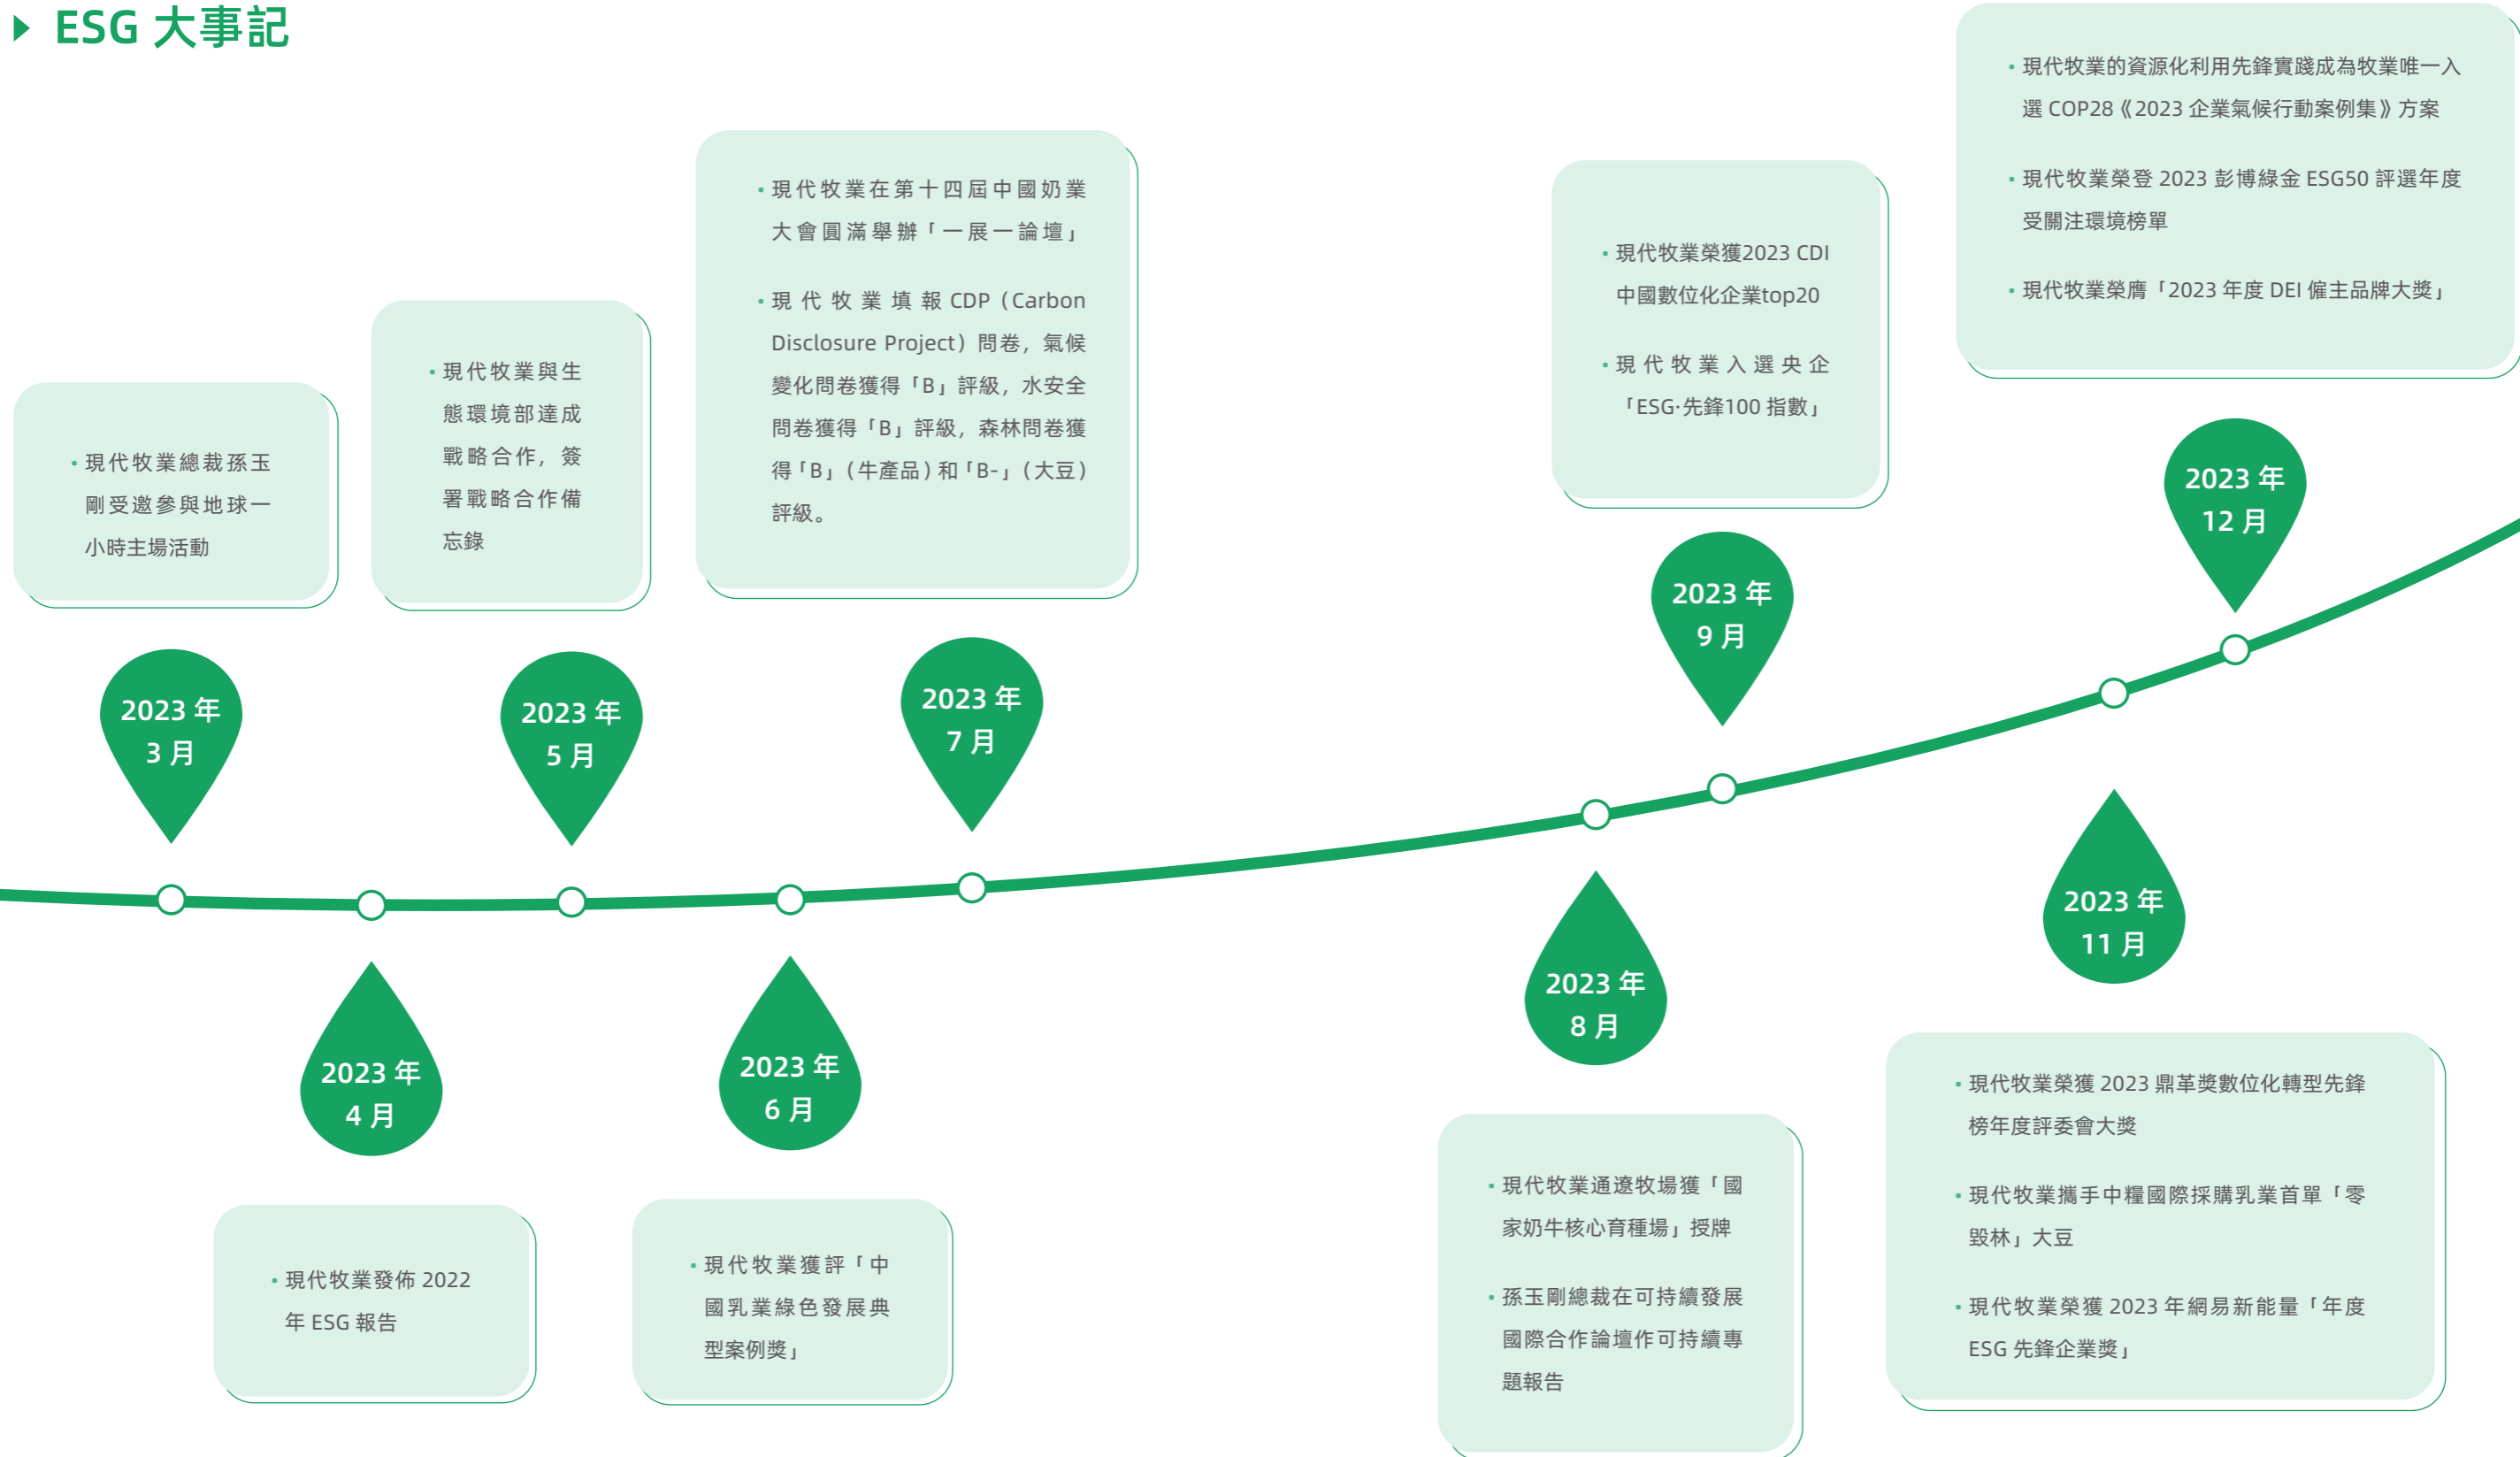 ESG 大事記
現代牧業總裁孫玉
剛受邀參與地球一
小時主場活動
2023 年
3 月
2023 年
4 月
現代牧業發佈 2022
年 ESG 報告
現代牧業與生
態環境部達成
戰略合作，簽
署戰略合作備
忘錄
2023 年
5 月
2023 年
6 月
現代牧業獲評「中
國乳業綠色發展典
型案例獎」
現代牧業在第十四屆中國奶業
大會圓滿舉辦「一展一論壇」
現代牧業填報 CDP（Carbon
Disclosure Project）問卷，氣候
變化問卷獲得「B」評級，水安全
問卷獲得「B」評級，森林問卷獲
得「B」（牛產品）和「B-」（大豆）
評級。
2023 年
7 月
2023 年
8 月
現代牧業通遼牧場獲「國
家奶牛核心育種場」授牌
孫玉剛總裁在可持續發展
國際合作論壇作可持續專
題報告
現代牧業榮獲2023 CDI
中國數位化企業top20
現代牧業入選央企
「ESG·先鋒100 指數」
2023 年
9 月
2023 年
11 月
現代牧業榮獲 2023 鼎革獎數位化轉型先鋒
榜年度評委會大獎
現代牧業攜手中糧國際採購乳業首單「零
毀林」大豆
現代牧業榮獲 2023 年網易新能量「年度
ESG 先鋒企業獎」
現代牧業的資源化利用先鋒實踐成為牧業唯一入
選 COP28《2023 企業氣候行動案例集》方案
現代牧業榮登 2023 彭博綠金 ESG50 評選年度
受關注環境榜單
現代牧業榮膺「2023 年度 DEI 僱主品牌大獎」
2023 年
12 月